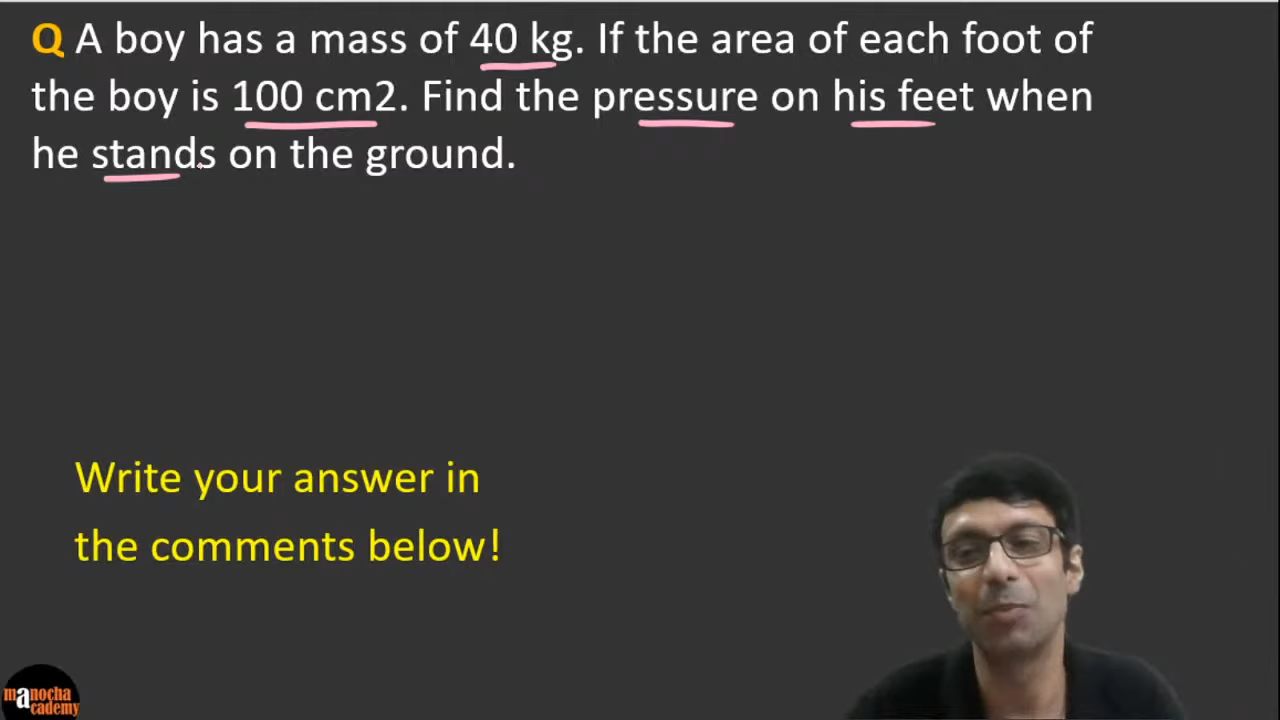 Q A boy has a mass of 40 kg. If the area of each foot of
the boy is 100 cm2. Find the pressure on his feet when
he stands on the ground.
Write your answer in
the comments below!
manocha
academy